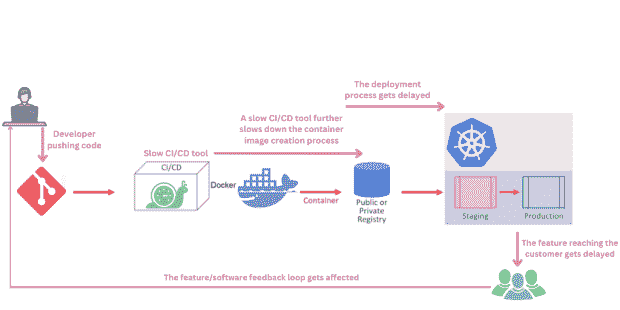 The deployment
process gets delayed
A slow CI/CD tool further
slows down the container
image creation process
Developer
pushing code
Slow CI/CD tool
CI/CD
Docker
Container
Public or
Private
Registry
Staging
Production
The feature reaching the
customer gets delayed
The feature/software feedback loop gets affected